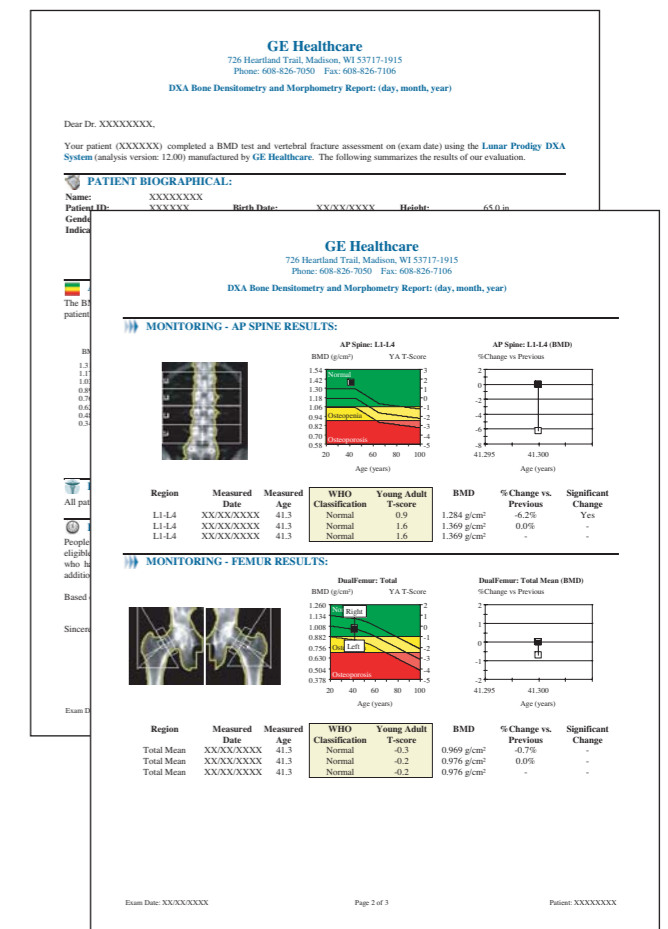 GE Healthcare
726 Heartland Trail, Madison, WI 53717-1915
Phone: 608-826-7050 Fax: 608-826-7106
DXA Bone Densitometry and Morphometry Report: (day, month, year)
Dear Dr. XXXXXXXX,
Your patient (XXXXXX) completed a BMD test and vertebral fracture assessment on (exam date) using the Lunar Prodigy DXA
System (analysis version: 12.00) manufactured by GE Healthcare. The following summarizes the results of our evaluation.
PATIENT BIOGRAPHICAL:
Name: XXXXXXXX
Patient ID: XXXXXX Birth Date: XX/XX/XXXX Height: 65.0 in
The
patient
All pat
People
eligible
who ha
additio
Based
Sincere
Exam D
GE Healthcare
726 Heartland Trail, Madison, WI 53717-1915
Phone: 608-826-7050 Fax: 608-826-7106
DXA Bone Densitometry and Morphometry Report: (day, month, year)
MONITORING - AP SPINE RESULTS:
AP Spine: L1-L4
BMD (g/cm²) YA T-Score
1.54 Normal 3
1.42 2
1.30 1
1.18 0
1.06 -1
0.94 Osteopenia -2
0.82 -3
0.70 -4
0.58 Osteoporosis -5
20 40 60 80 100
Age (years)
AP Spine: L1-L4 (BMD)
%Change vs Previous
2
0
-2
-4
-6
-8
41.295 41.300
Age (years)
Region Measured Date Measured Age WHO Classification Young Adult T-score BMD %Change vs. Previous Significant Change
L1-L4 XX/XX/XXXX 41.3 Normal 0.9 1.284 g/cm² -6.2% Yes
L1-L4 XX/XX/XXXX 41.3 Normal 1.6 1.369 g/cm² 0.0% -
L1-L4 XX/XX/XXXX 41.3 Normal 1.6 1.369 g/cm² - -
MONITORING - FEMUR RESULTS:
DualFemur: Total
BMD (g/cm²) YA T-Score
1.260 2
Right
1.134 1
1.008 0
0.882 -1
0.756 Left -2
0.630 -3
0.504 -4
0.378 Osteoporosis -5
20 40 60 80 100
Age (years)
DualFemur: Total Mean (BMD)
%Change vs Previous
2
1
0
-1
-2
41.295 41.300
Age (years)
Region Measured Date Measured Age WHO Classification Young Adult T-score BMD %Change vs. Previous Significant Change
Total Mean XX/XX/XXXX 41.3 Normal -0.3 0.969 g/cm² -0.7% -
Total Mean XX/XX/XXXX 41.3 Normal -0.2 0.976 g/cm² 0.0% -
Total Mean XX/XX/XXXX 41.3 Normal -0.2 0.976 g/cm² - -
Exam Date: XX/XX/XXXX Page 2 of 3 Patient: XXXXXXXX